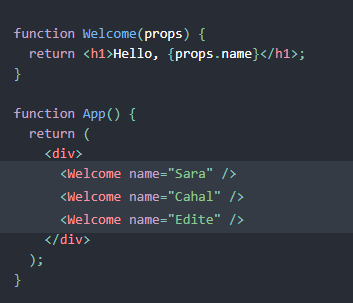 function Welcome(props) {
  return <h1>Hello, {props.name}</h1>;
}

function App() {
  return (
    <div>
      <Welcome name="Sara" />
      <Welcome name="Cahal" />
      <Welcome name="Edite" />
    </div>
  );
}